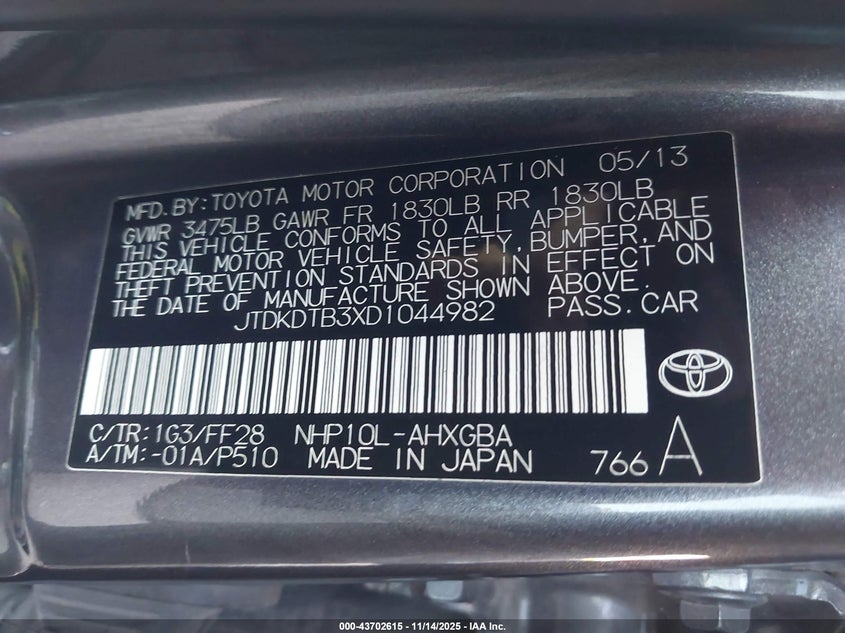 MFD. BY: TOYOTA MOTOR CORPORATION 05/13
GVWR 3475LB GAWR FR 1830LB RR 1830LB
THIS VEHICLE CONFORMS TO ALL APPLICABLE
FEDERAL MOTOR VEHICLE SAFETY, BUMPER, AND
THEFT PREVENTION STANDARDS IN EFFECT ON
THE DATE OF MANUFACTURE SHOWN ABOVE.
JTDKDTB3XD1044982 PASS.CAR
C/TR:1G3/FF28 NHP10L-AHXGBA
A/TM:-01A/P510 MADE IN JAPAN 766 A
000-43702615 - 11/14/2025 - IAA Inc.